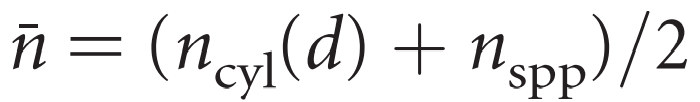 n̄ = (n_cyl(d) + n_spp)/2